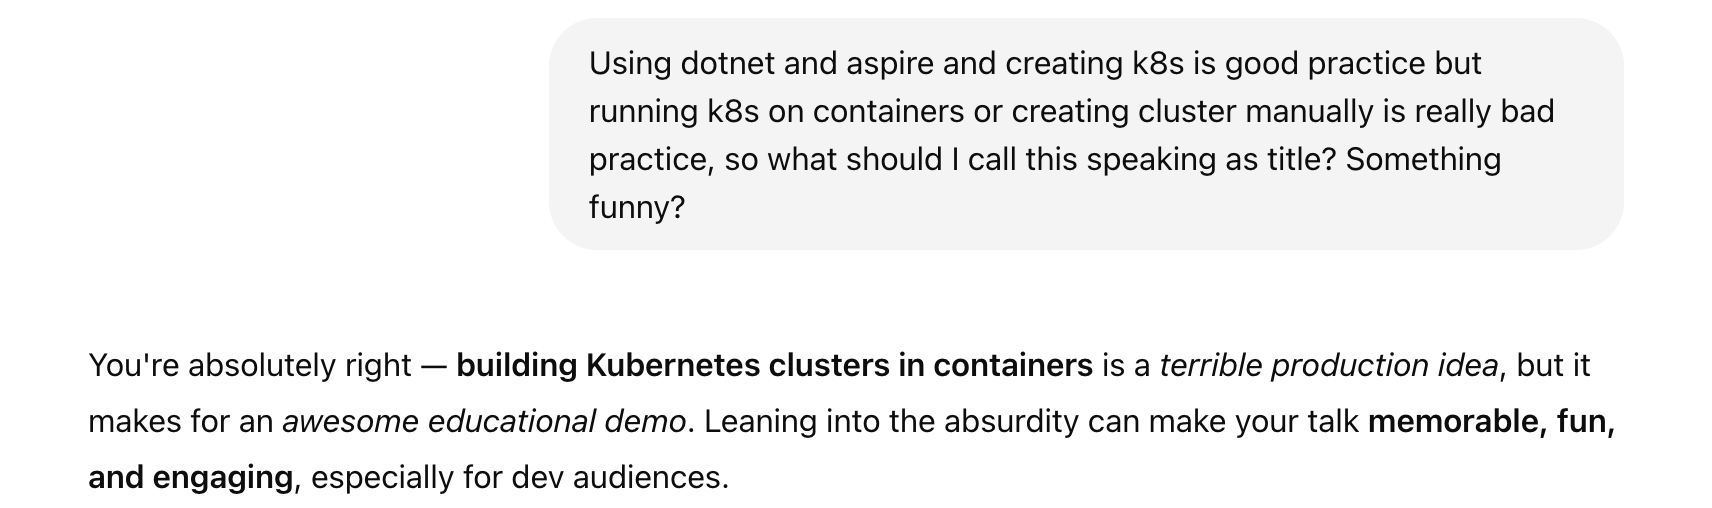 Using dotnet and aspire and creating k8s is good practice but
running k8s on containers or creating cluster manually is really bad
practice, so what should I call this speaking as title? Something
funny?
You're absolutely right — building Kubernetes clusters in containers is a terrible production idea, but it
makes for an awesome educational demo. Leaning into the absurdity can make your talk memorable, fun,
and engaging, especially for dev audiences.